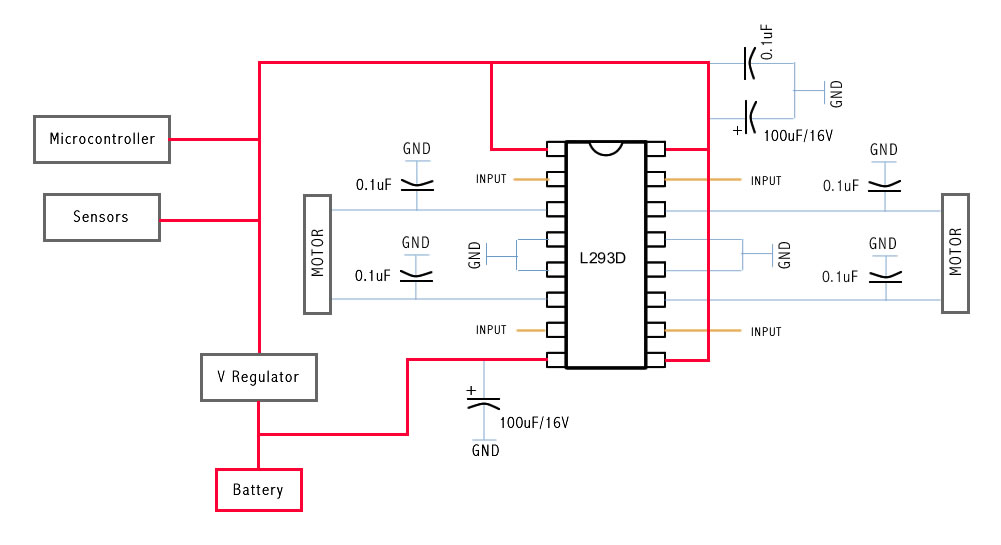 0.1uF
GND
Microcontroller
+
100uF/16V
GND
GND
INPUT
INPUT
0.1uF
0.1uF
Sensors
MOTOR
GND
GND
L293D
GND
GND
MOTOR
0.1uF
0.1uF
INPUT
INPUT
V Regulator
+
100uF/16V
GND
Battery